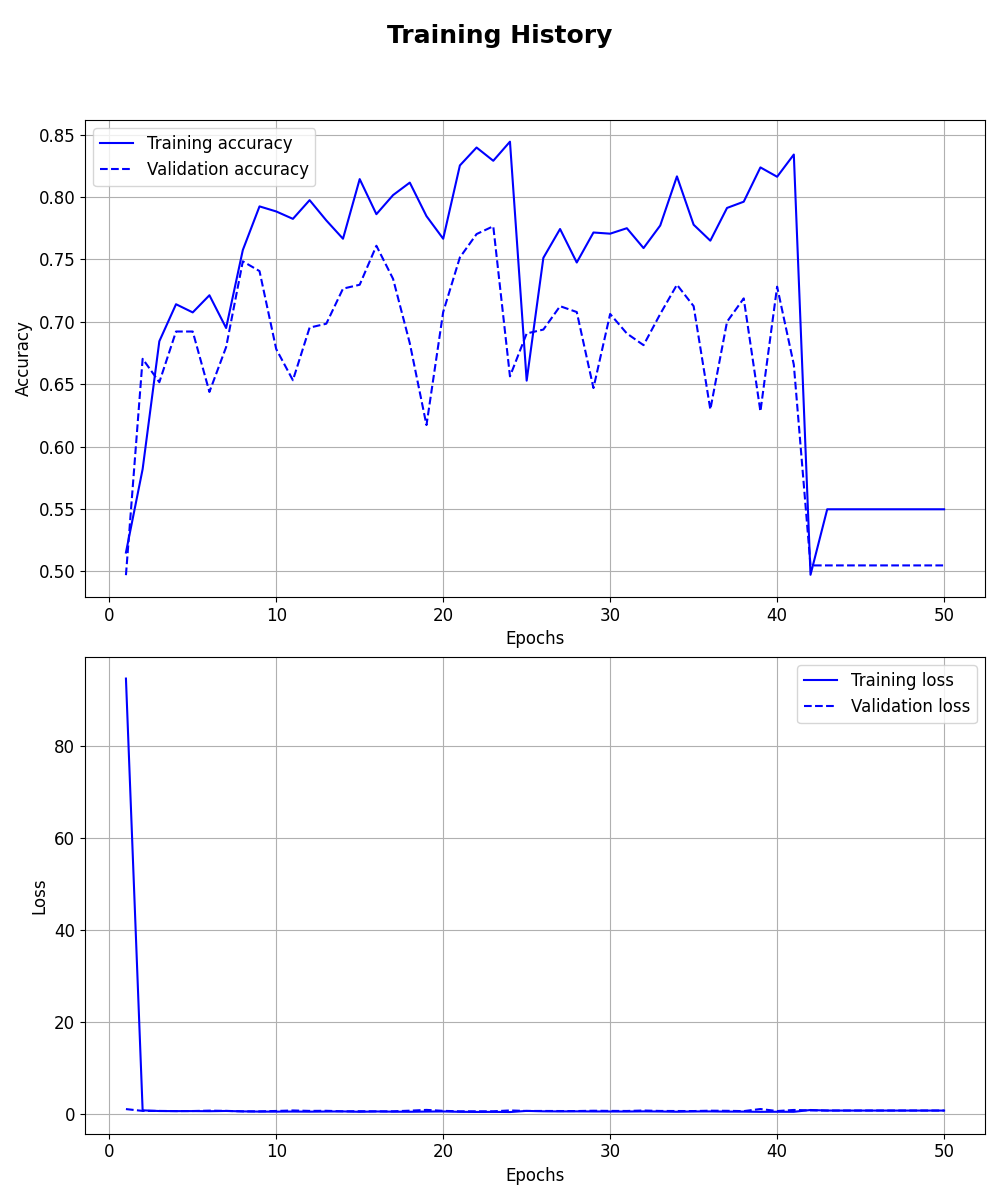 Training History
Training accuracy
Validation accuracy
0.85
0.80
0.75
0.70
0.65
0.60
0.55
0.50
Accuracy
0 10 20 30 40 50
Epochs
Training loss
Validation loss
80
60
40
20
0
Loss
0 10 20 30 40 50
Epochs